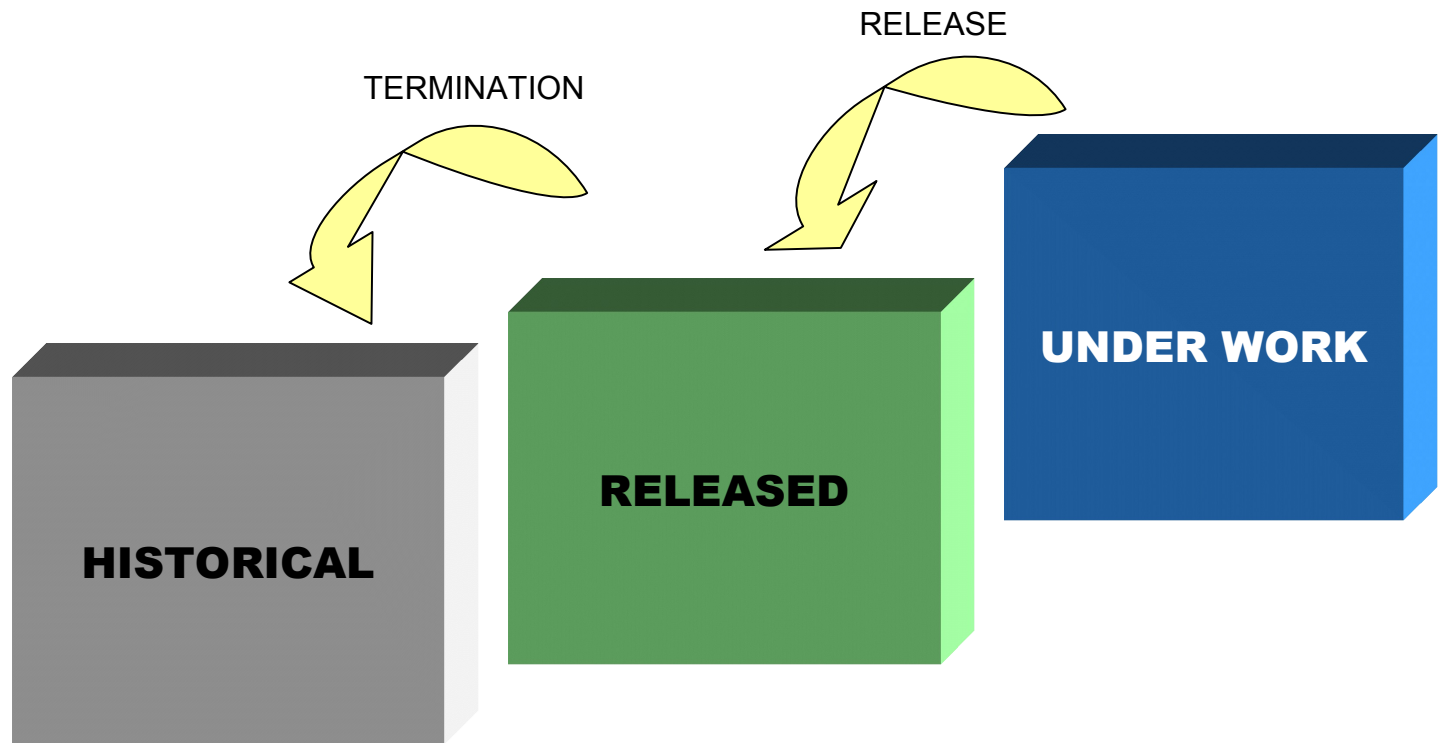 RELEASE
TERMINATION
UNDER WORK
RELEASED
HISTORICAL